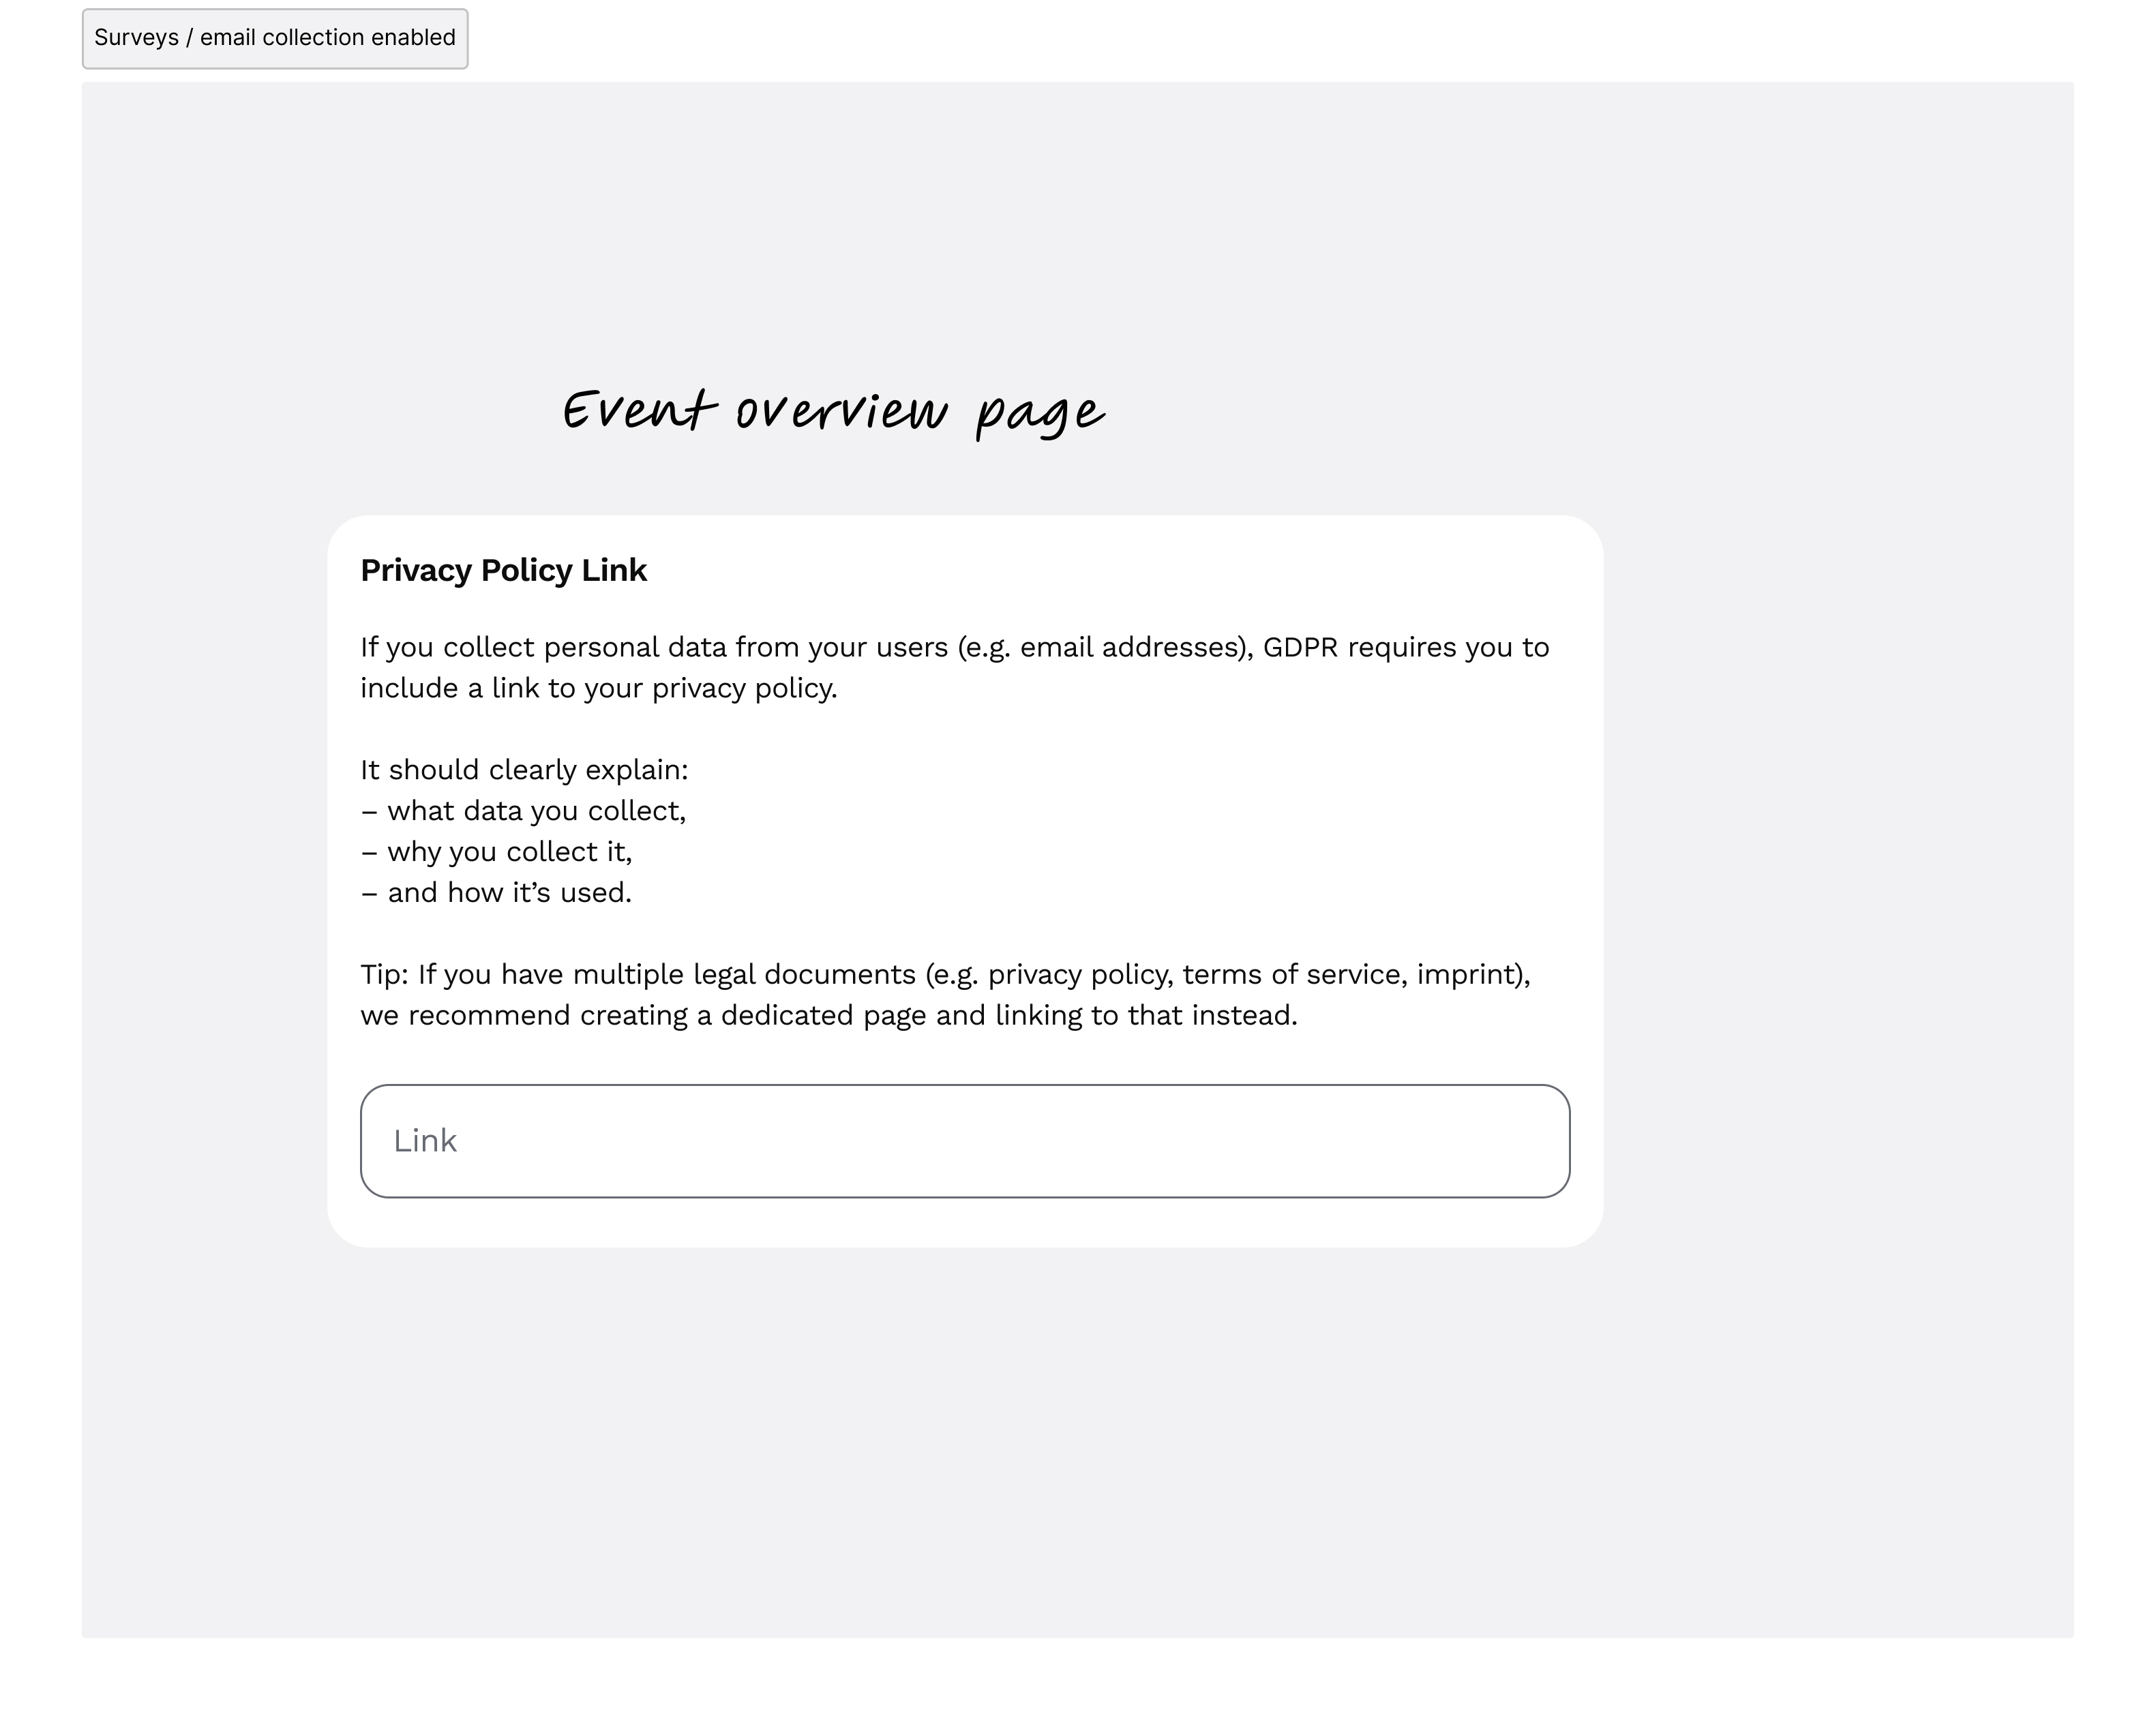 Surveys / email collection enabled
Event overview page
Privacy Policy Link
If you collect personal data from your users (e.g. email addresses), GDPR requires you to
include a link to your privacy policy.
It should clearly explain:
– what data you collect,
– why you collect it,
– and how it’s used.
Tip: If you have multiple legal documents (e.g. privacy policy, terms of service, imprint),
we recommend creating a dedicated page and linking to that instead.
Link